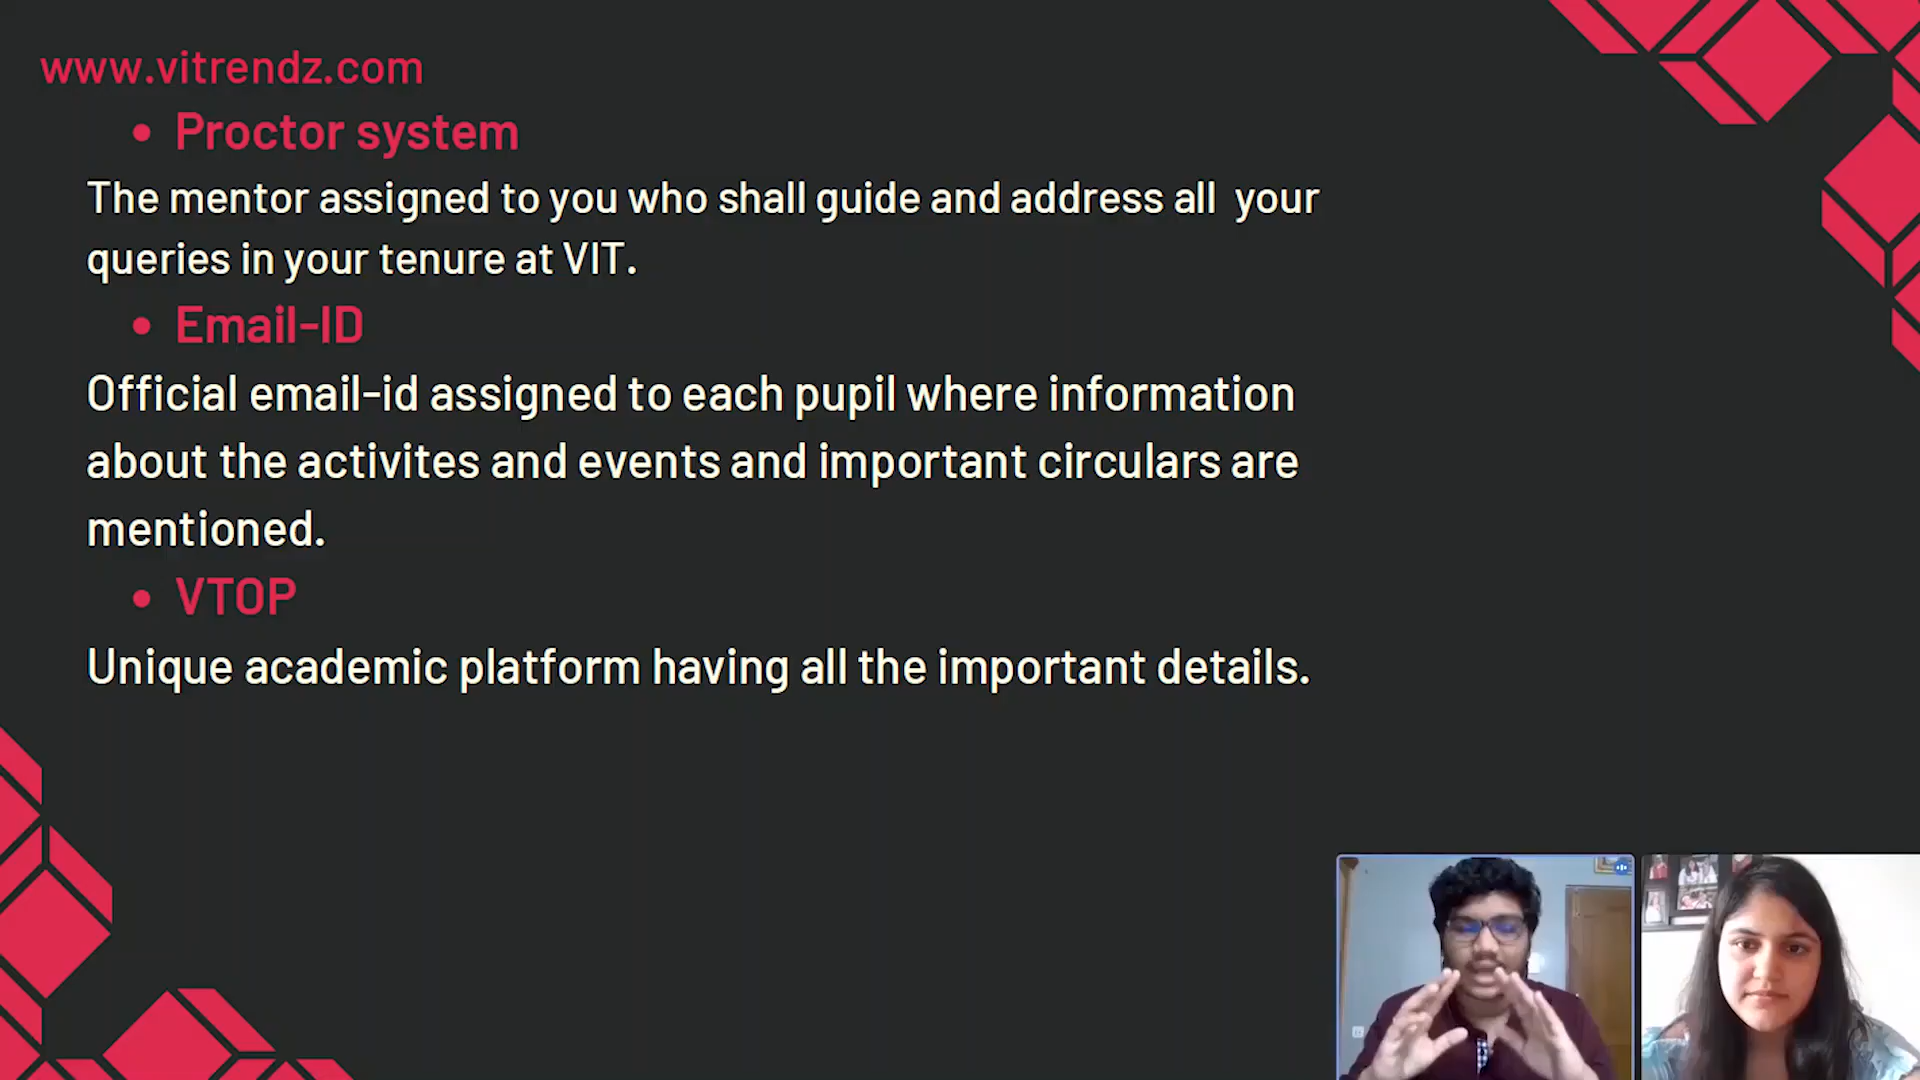 www.vitrendz.com
• Proctor system
The mentor assigned to you who shall guide and address all your
queries in your tenure at VIT.
• Email-ID
Official email-id assigned to each pupil where information
about the activites and events and important circulars are
mentioned.
• VTOP
Unique academic platform having all the important details.